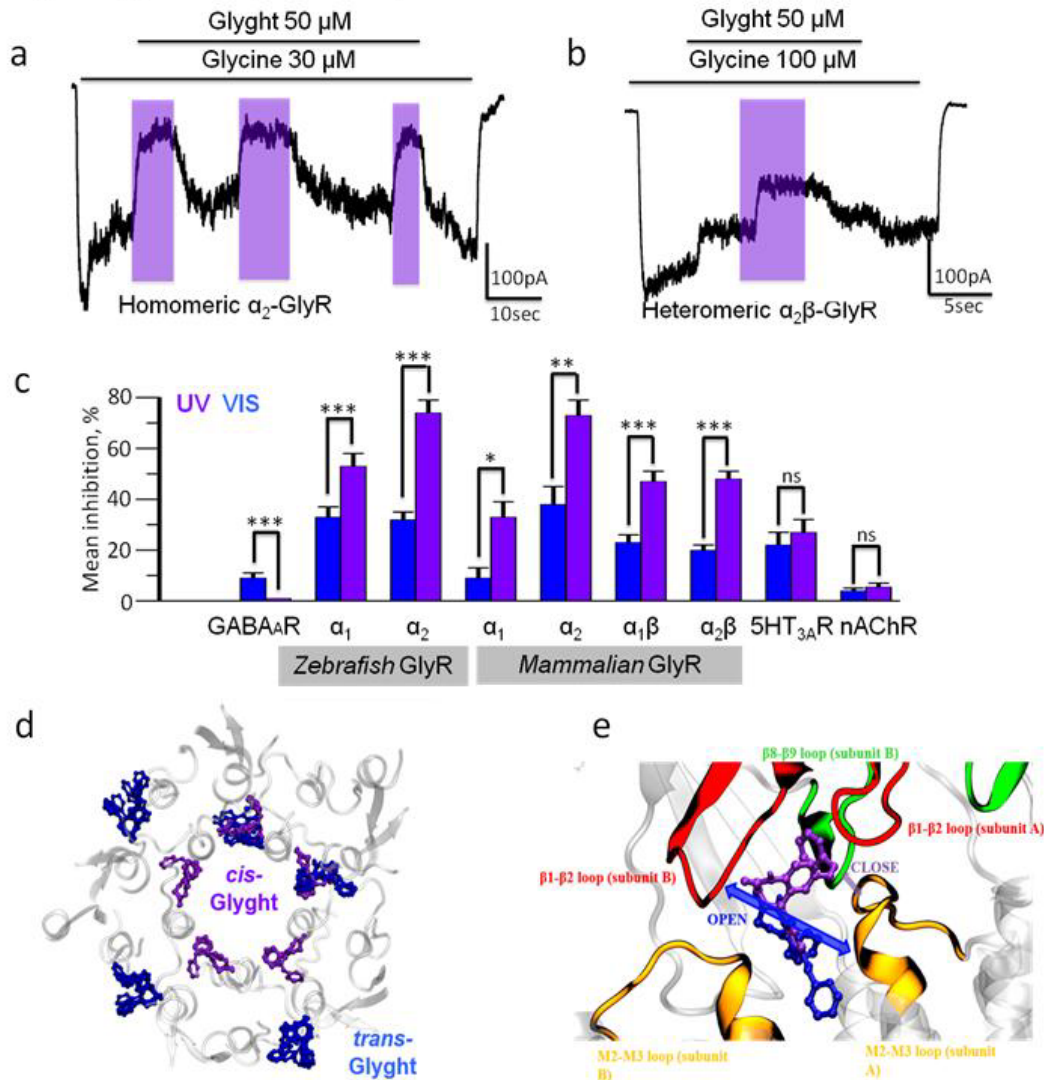 a
Glyght 50 µM
Glycine 30 µM
100pA
10sec
Homomeric α₂-GlyR
b
Glyght 50 µM
Glycine 100 µM
100pA
5sec
Heteromeric α₂β-GlyR
c
UV VIS
Mean inhibition, %
80
60
40
20
0
*** *** *** * ** *** *** ns ns
GABAAR α₁ α₂ α₁ α₂ α₁β α₂β 5HT₃AR nAChR
Zebrafish GlyR Mammalian GlyR
d
cis-
Glyght
trans-
Glyght
e
β8-β9 loop (subunit B)
β1-β2 loop (subunit A)
β1-β2 loop (subunit B)
CLOSE
OPEN
M2-M3 loop (subunit
B)
M2-M3 loop (subunit
A)